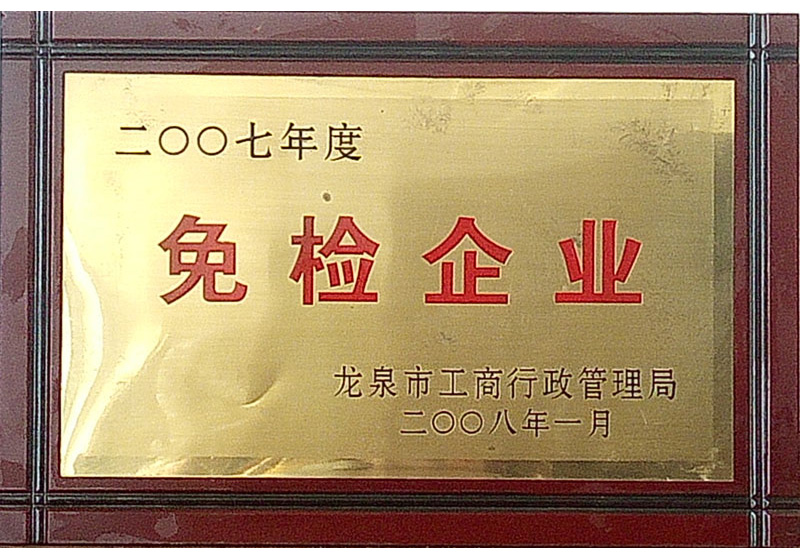 二〇〇七年度
免检企业
龙泉市工商行政管理局
二〇〇八年一月